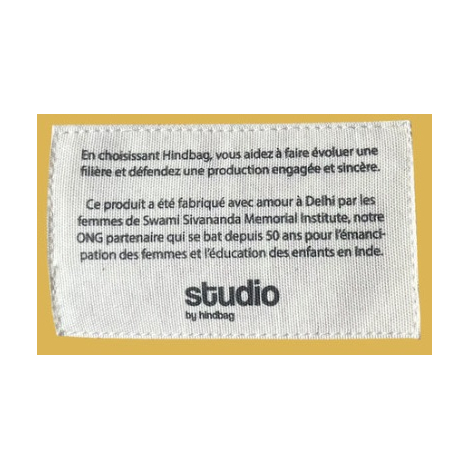 En choisissant Hindbag, vous aidez à faire évoluer une
filière et défendez une production engagée et sincère.
Ce produit a été fabriqué avec amour à Delhi par les
femmes de Swami Sivananda Memorial Institute, notre
ONG partenaire qui se bat depuis 50 ans pour l'émanci-
pation des femmes et l'éducation des enfants en Inde.
studio
by hindbag